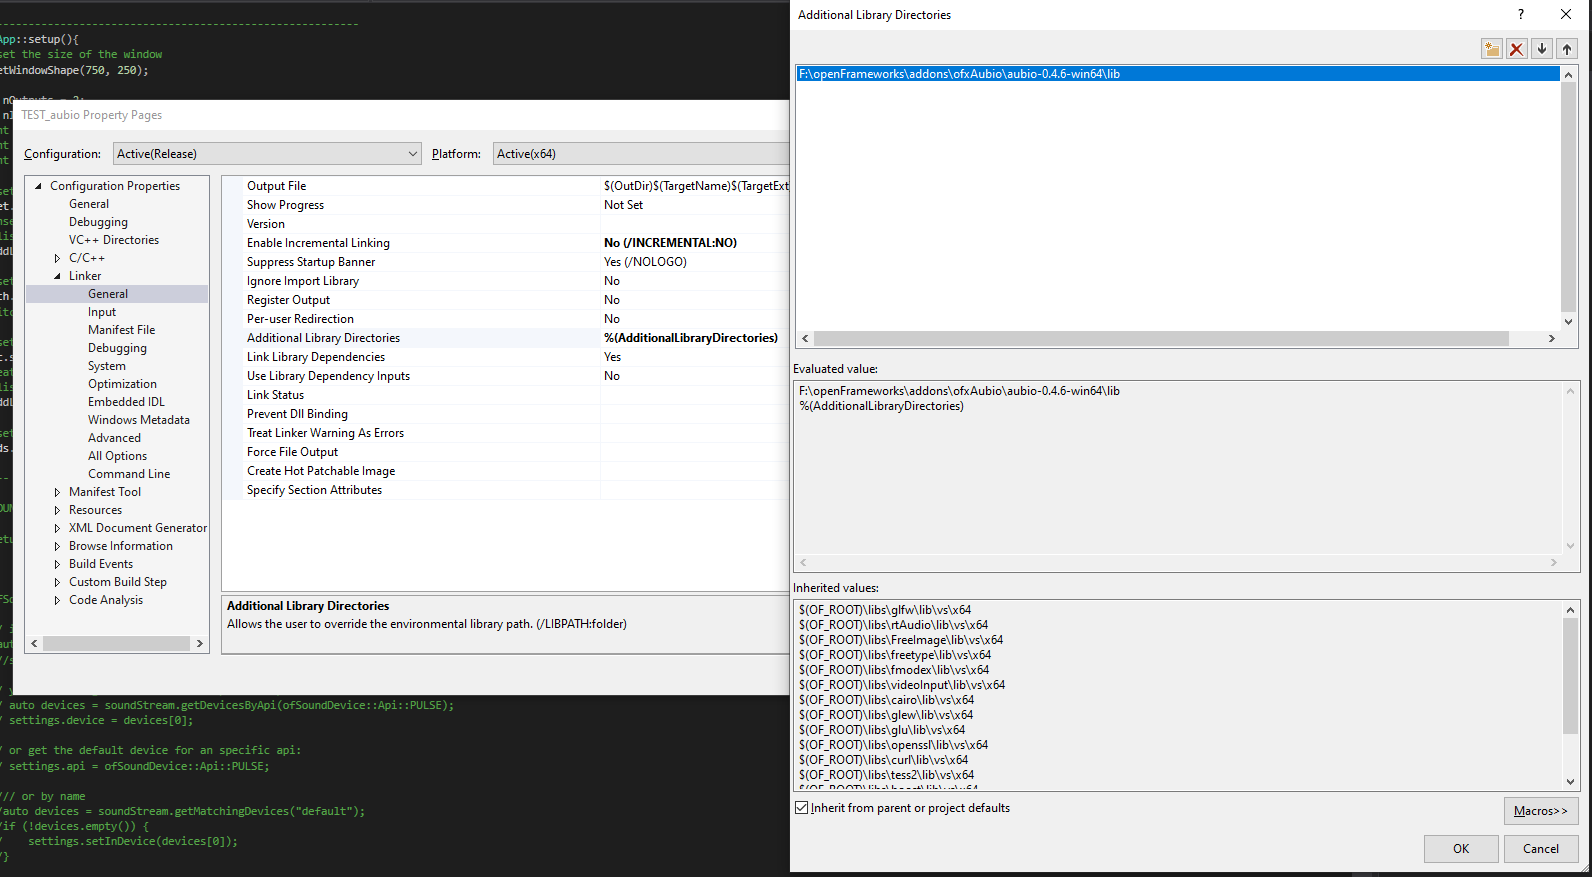 App::setup(){
set the size of the window
etWindowShape(750, 250);
TEST_aubio Property Pages
Configuration:
Active(Release)
Platform:
Active(x64)
Configuration Properties
General
Debugging
VC++ Directories
C/C++
Linker
General
Input
Manifest File
Debugging
System
Optimization
Embedded IDL
Windows Metadata
Advanced
All Options
Command Line
Manifest Tool
Resources
XML Document Generator
Browse Information
Build Events
Custom Build Step
Code Analysis
Output File $(OutDir)$(TargetName)$(TargetExt
Show Progress Not Set
Version
Enable Incremental Linking No (/INCREMENTAL:NO)
Suppress Startup Banner Yes (/NOLOGO)
Ignore Import Library No
Register Output No
Per-user Redirection No
Additional Library Directories %(AdditionalLibraryDirectories)
Link Library Dependencies Yes
Use Library Dependency Inputs No
Link Status
Prevent Dll Binding
Treat Linker Warning As Errors
Force File Output
Create Hot Patchable Image
Specify Section Attributes
Additional Library Directories
Allows the user to override the environmental library path. (/LIBPATH:folder)
/ auto devices = soundStream.getDevicesByApi(ofSoundDevice::Api::PULSE);
/ settings.device = devices[0];
/ or get the default device for an specific api:
/ settings.api = ofSoundDevice::Api::PULSE;
/// or by name
/auto devices = soundStream.getMatchingDevices("default");
/if (!devices.empty()) {
/ settings.setInDevice(devices[0]);
/}
Additional Library Directories
?
F:\openFrameworks\addons\ofxAubio\aubio-0.4.6-win64\lib
Evaluated value:
F:\openFrameworks\addons\ofxAubio\aubio-0.4.6-win64\lib
%(AdditionalLibraryDirectories)
Inherited values:
$(OF_ROOT)\libs\glfw\lib\vs\x64
$(OF_ROOT)\libs\rtAudio\lib\vs\x64
$(OF_ROOT)\libs\FreeImage\lib\vs\x64
$(OF_ROOT)\libs\freetype\lib\vs\x64
$(OF_ROOT)\libs\fmodex\lib\vs\x64
$(OF_ROOT)\libs\videoInput\lib\vs\x64
$(OF_ROOT)\libs\cairo\lib\vs\x64
$(OF_ROOT)\libs\glew\lib\vs\x64
$(OF_ROOT)\libs\glu\lib\vs\x64
$(OF_ROOT)\libs\openssl\lib\vs\x64
$(OF_ROOT)\libs\curl\lib\vs\x64
$(OF_ROOT)\libs\tess2\lib\vs\x64
Inherit from parent or project defaults
Macros>>
OK
Cancel